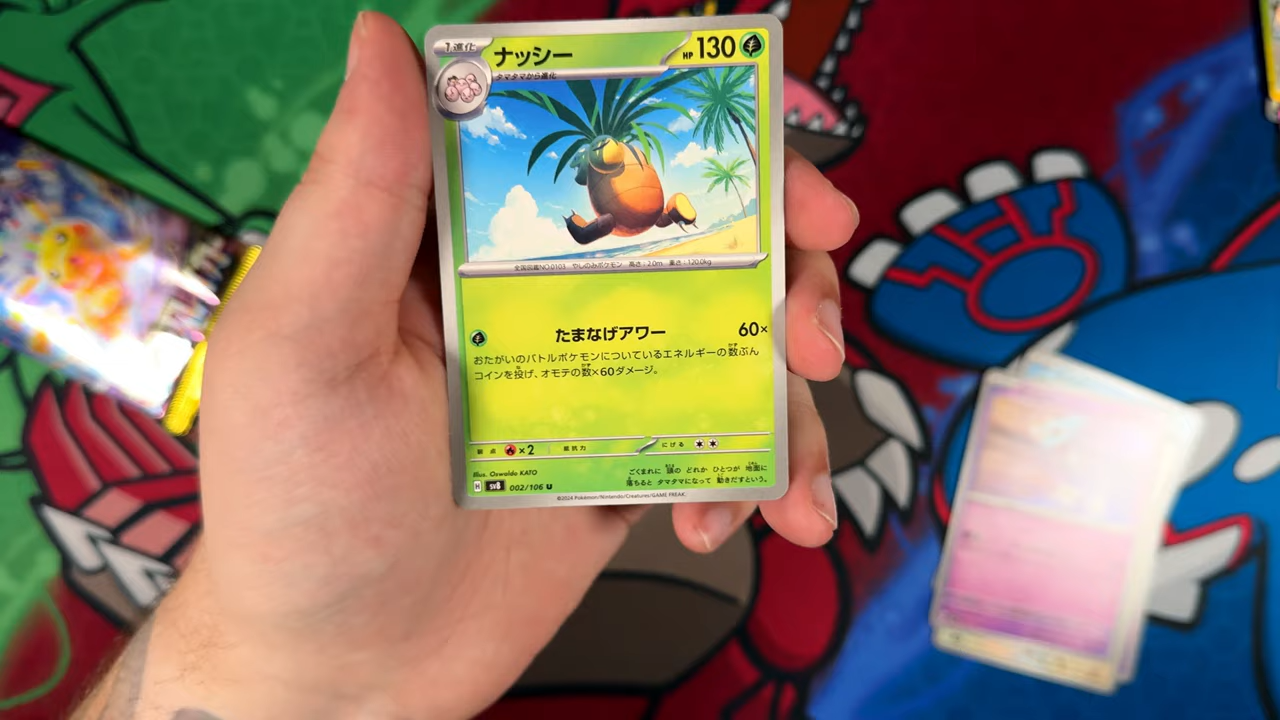 1進化
ナッシー
HP 130
タマタマから進化
全国図鑑NO.0103 やしのみポケモン 高さ:2.0m 重さ:120.0kg
たまなげアワー 60×
おたがいのバトルポケモンについているエネルギーの数ぶん
コインを投げ、オモテの数×60ダメージ。
弱点 ×2 抵抗力 にげる
Illus. Oswaldo KATO
H sv8 002/106 U
ごくまれに 頭の どれか ひとつが 地面に
落ちると タマタマになって 動きだすという。
©2024 Pokémon/Nintendo/Creatures/GAME FREAK.